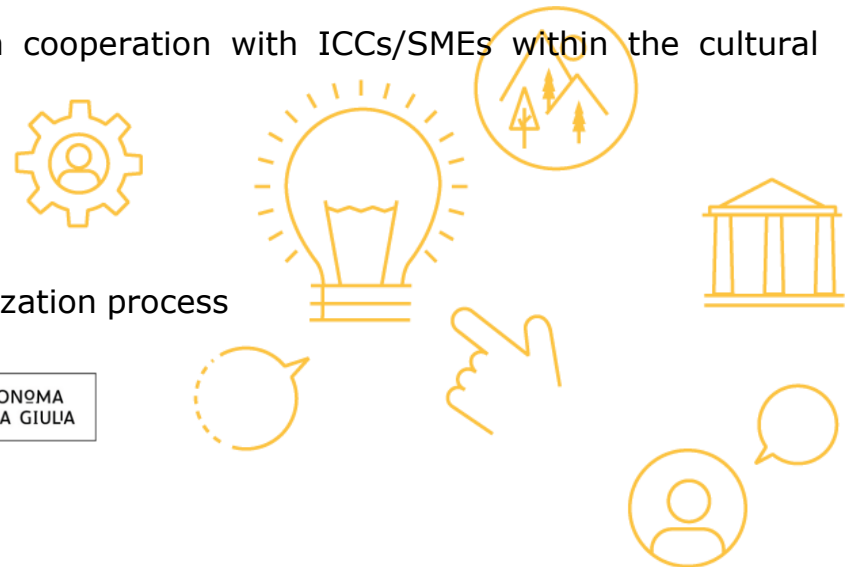 n cooperation with ICCs/SMEs within the cultural
zation process
ONOMA
A GIULIA